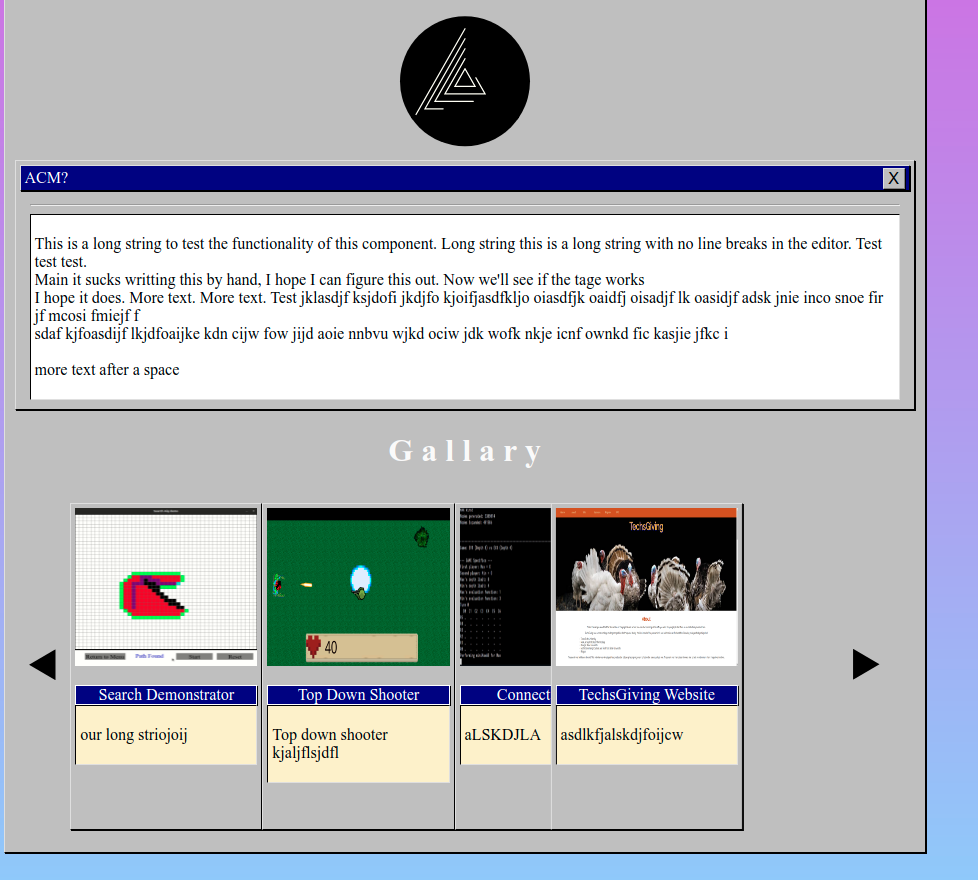 ACM?
X
This is a long string to test the functionality of this component. Long string this is a long string with no line breaks in the editor. Test
test test.
Main it sucks writting this by hand, I hope I can figure this out. Now we'll see if the tage works
I hope it does. More text. More text. Test jklasdjf ksjdofi jkdjfo kjoifjasdfkljo oiasdfjk oaidfj oisadjf lk oasidjf adsk jnie inco snoe fir
jf mcosi fmiejf f
sdaf kjfoasdijf lkjdfoaijke kdn cijw fow jijd aoie nnbvu wjkd ociw jdk wofk nkje icnf ownkd fic kasjie jfkc i
more text after a space
Gallary
Return to Menu
Path Found
Start
Reset
40
TechsGiving
Search Demonstrator
Top Down Shooter
Connect
TechsGiving Website
our long striojoij
Top down shooter
kjaljflsjdfl
aLSKDJLA
asdlkfjalskdjfoijcw